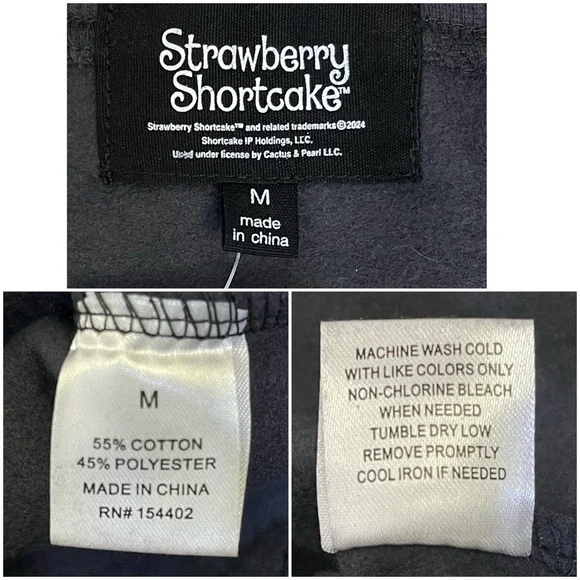 Strawberry
Shortcake™
Strawberry Shortcake™ and related trademarks©2024
Shortcake IP Holdings, LLC.
Used under license by Cactus & Pearl LLC.
M
made
in china
M
55% COTTON
45% POLYESTER
MADE IN CHINA
RN# 154402
MACHINE WASH COLD
WITH LIKE COLORS ONLY
NON-CHLORINE BLEACH
WHEN NEEDED
TUMBLE DRY LOW
REMOVE PROMPTLY
COOL IRON IF NEEDED